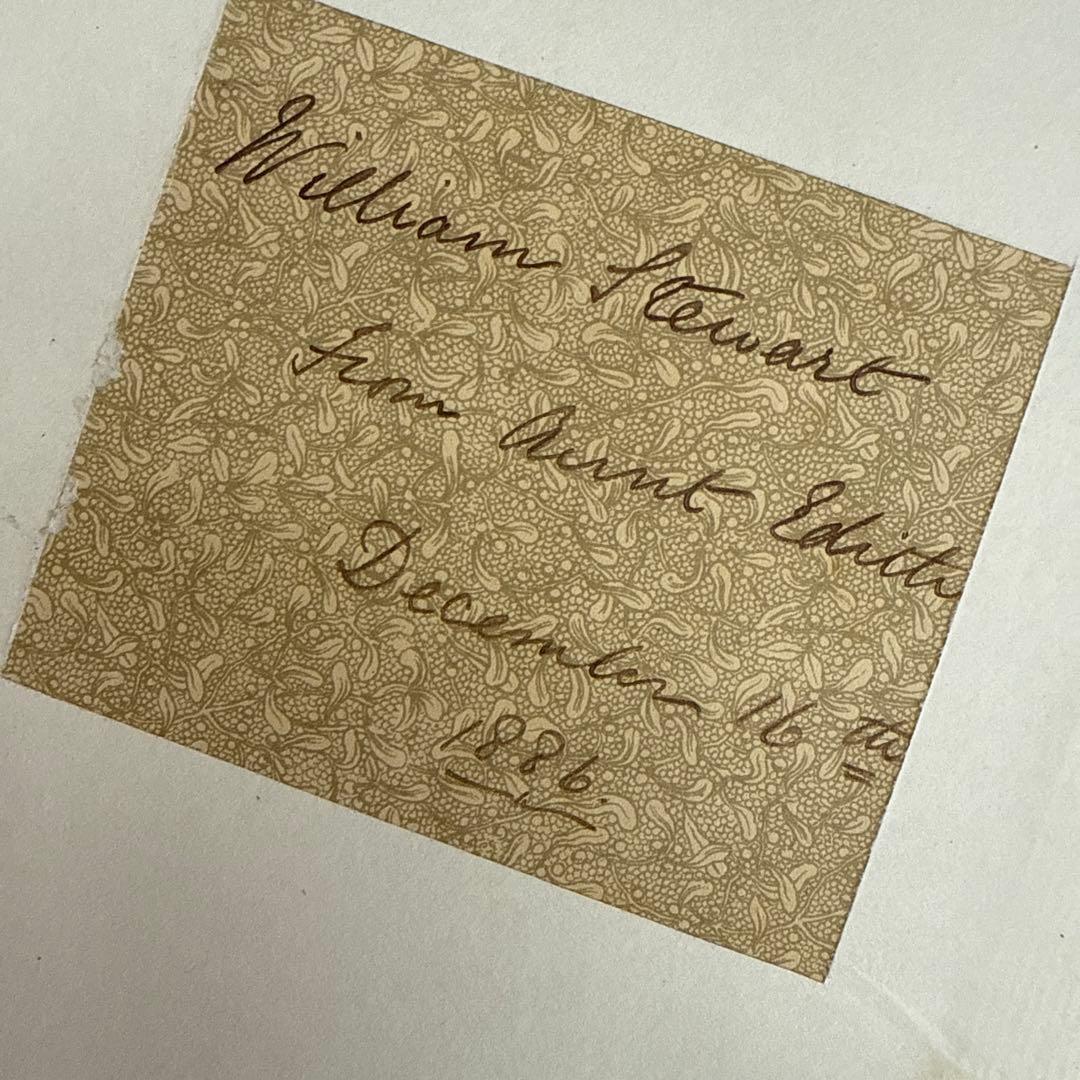 William Stewart
From Aunt Edith
December 16th
1886.